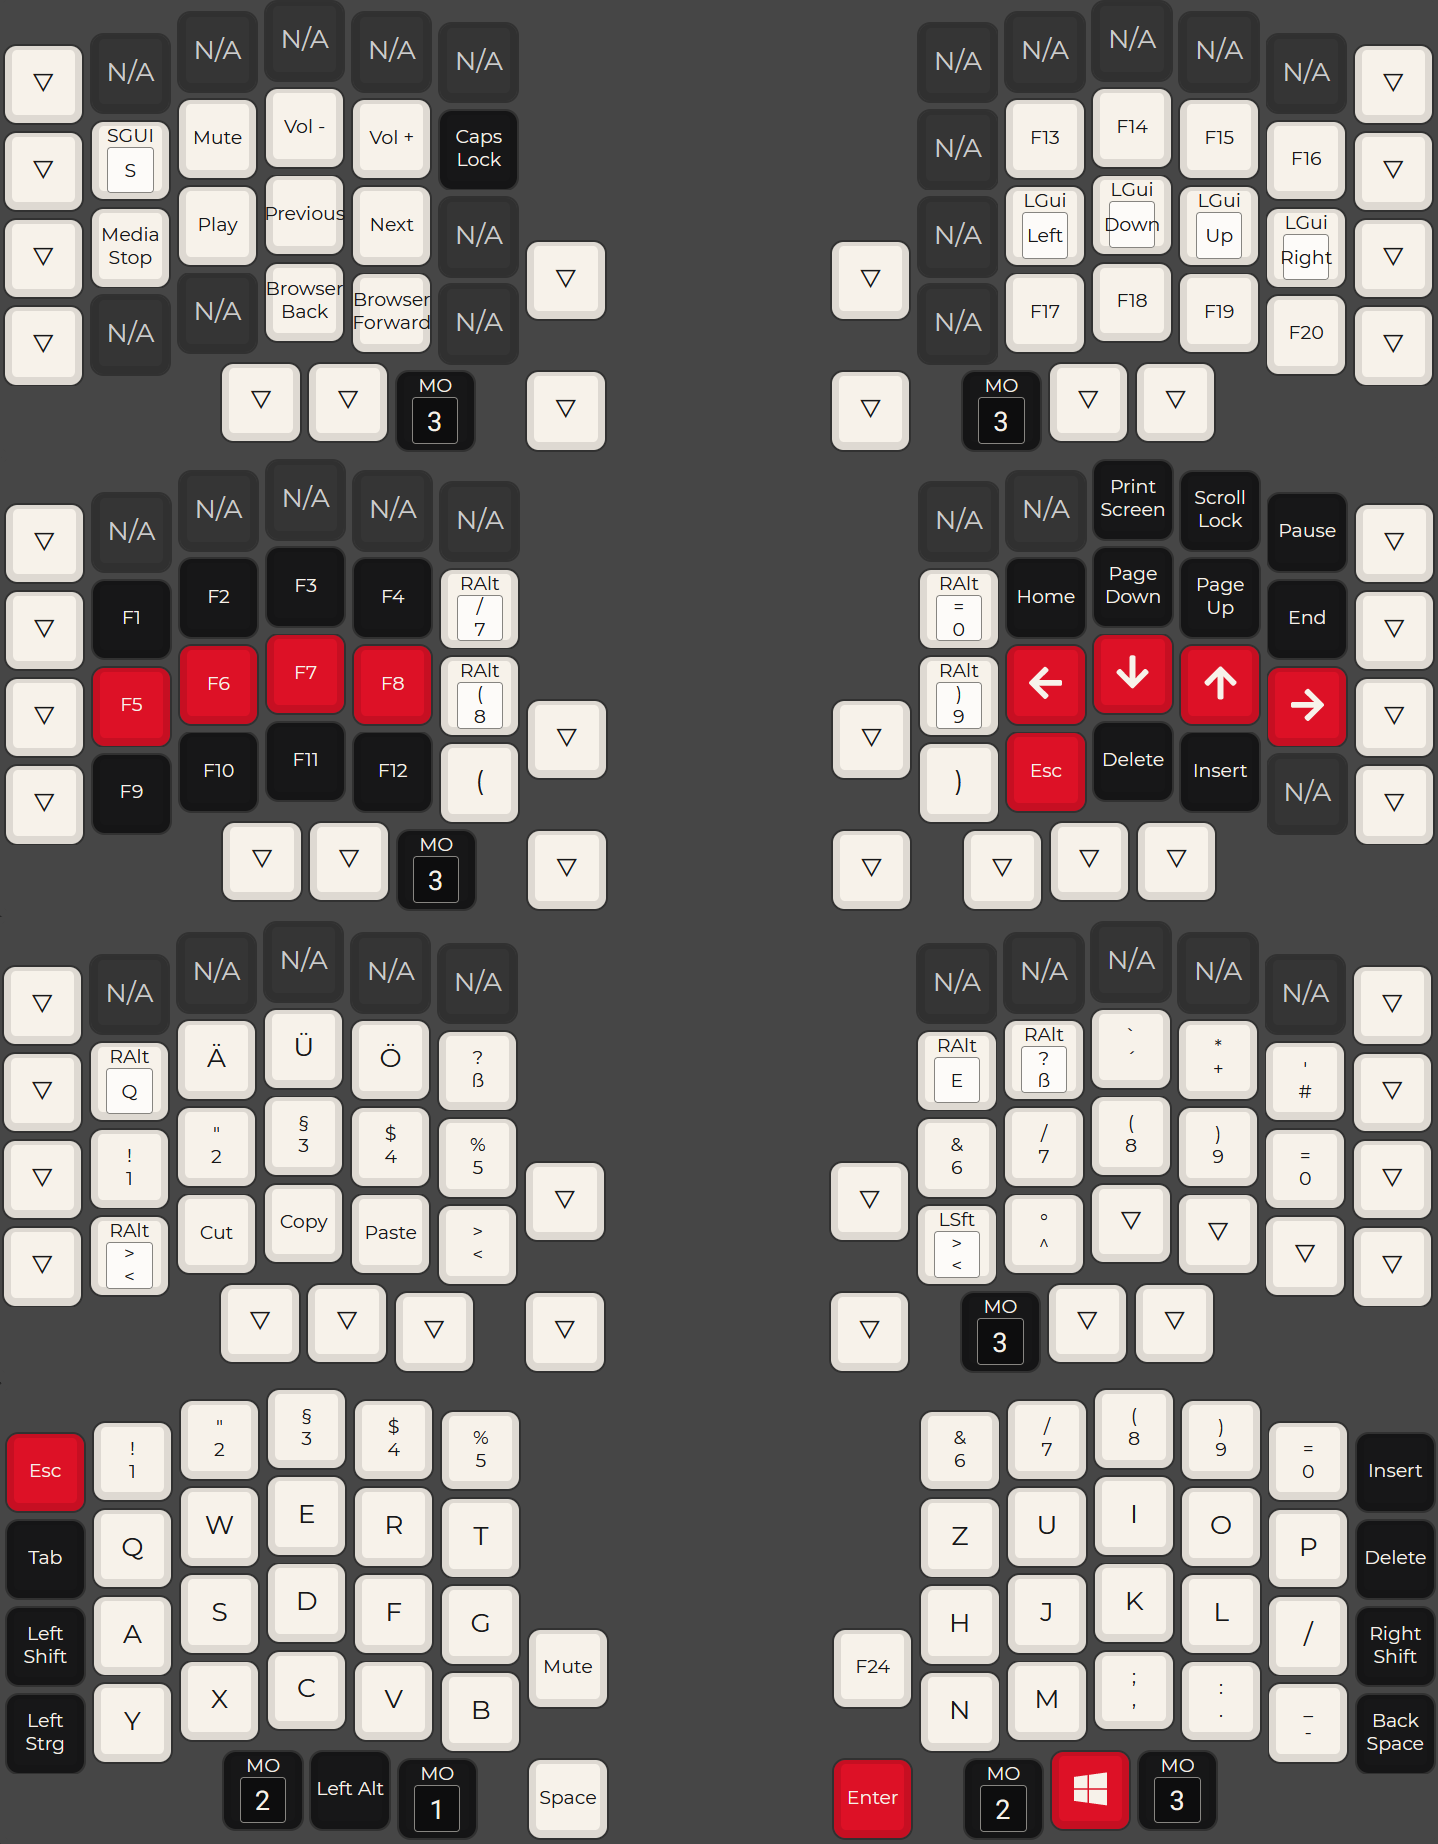 N/A N/A N/A N/A N/A N/A N/A N/A N/A N/A
SGUI
S Mute Vol - Vol + Caps
Lock N/A F13 F14 F15 F16
Media
Stop Play Previous Next N/A N/A LGui
Left LGui
Down LGui
Up LGui
Right
N/A N/A Browser
Back Browser
Forward N/A N/A F17 F18 F19 F20
MO
3 MO
3
N/A N/A N/A N/A N/A N/A N/A Print
Screen Scroll
Lock Pause
F1 F2 F3 F4 RAlt
/
7 RAlt
=
0 Home Page
Down Page
Up End
F5 F6 F7 F8 RAlt
(
8 RAlt
)
9 ← ↓ ↑ →
F9 F10 F11 F12 ( ) Esc Delete Insert N/A
MO
3
N/A N/A N/A N/A N/A N/A N/A N/A N/A N/A
RAlt
Q Ä Ü Ö ?
ß RAlt
E RAlt
?
ß `
´ *
+ '
#
!
1 "
2 §
3 $
4 %
5 &
6 /
7 (
8 )
9 =
0
RAlt
>
< Cut Copy Paste >
< LSft
>
< °
^
MO
3
Esc !
1 "
2 §
3 $
4 %
5 &
6 /
7 (
8 )
9 =
0 Insert
Tab Q W E R T Z U I O P Delete
Left
Shift A S D F G Mute F24 H J K L / Right
Shift
Left
Strg Y X C V B N M ;
, :
. _
- Back
Space
MO
2 Left Alt MO
1 Space Enter MO
2 MO
3